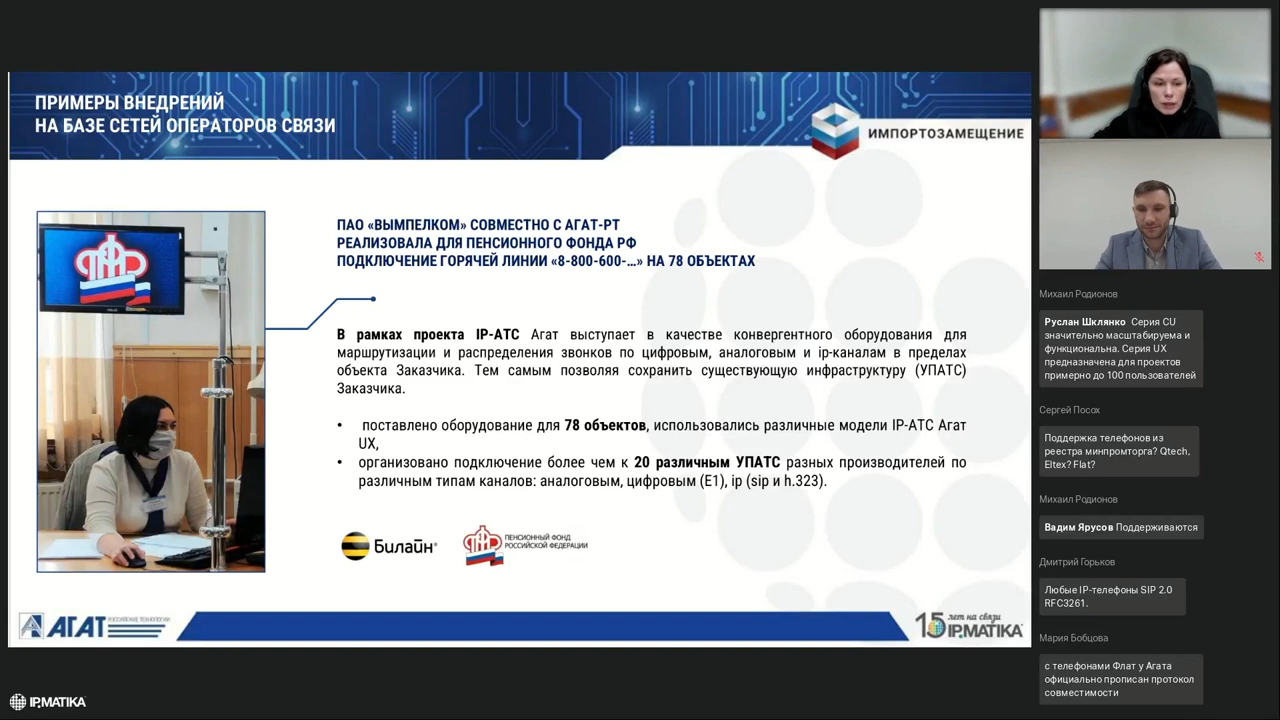 ПРИМЕРЫ ВНЕДРЕНИЙ
НА БАЗЕ СЕТЕЙ ОПЕРАТОРОВ СВЯЗИ
ИМПОРТОЗАМЕЩЕНИЕ
ПАО «ВЫМПЕЛКОМ» СОВМЕСТНО С АГАТ-РТ
РЕАЛИЗОВАЛА ДЛЯ ПЕНСИОННОГО ФОНДА РФ
ПОДКЛЮЧЕНИЕ ГОРЯЧЕЙ ЛИНИИ «8-800-600-…» НА 78 ОБЪЕКТАХ
В рамках проекта IP-АТС Агат выступает в качестве конвергентного оборудования для
маршрутизации и распределения звонков по цифровым, аналоговым и ip-каналам в пределах
объекта Заказчика. Тем самым позволяя сохранить существующую инфраструктуру (УПАТС)
Заказчика.
• поставлено оборудование для 78 объектов, использовались различные модели IP-АТС Агат
UX,
• организовано подключение более чем к 20 различным УПАТС разных производителей по
различным типам каналов: аналоговым, цифровым (E1), ip (sip и h.323).
Билайн®
ПЕНСИОННЫЙ ФОНД
РОССИЙСКОЙ ФЕДЕРАЦИИ
АГАТ РОССИЙСКИЕ ТЕХНОЛОГИИ
15 лет на связи
IPMATIKA
IPMATIKA
Михаил Родионов
Руслан Шклянко Серия CU
значительно масштабируема и
функциональна. Серия UX
предназначена для проектов
примерно до 100 пользователей
Сергей Посох
Поддержка телефонов из
реестра минпромторга? Qtech,
Eltex? Flat?
Михаил Родионов
Вадим Ярусов Поддерживаются
Дмитрий Горьков
Любые IP-телефоны SIP 2.0
RFC3261.
Мария Бобцова
с телефонами Флат у Агата
официально прописан протокол
совместимости